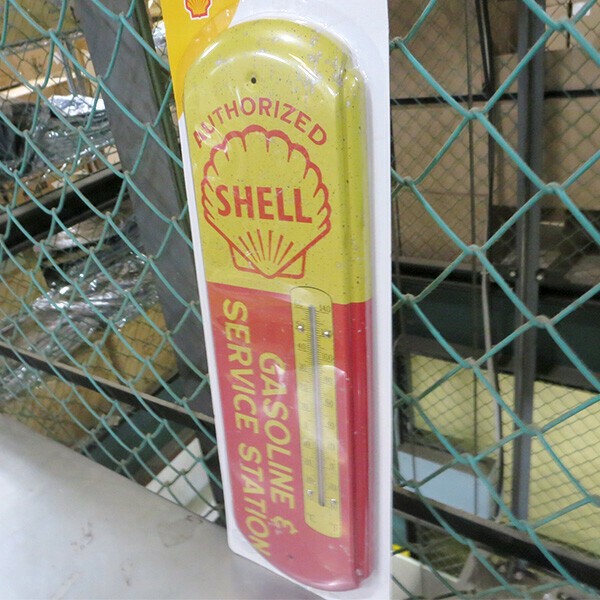 AUTHORIZED
SHELL
GASOLINE &
SERVICE STATION